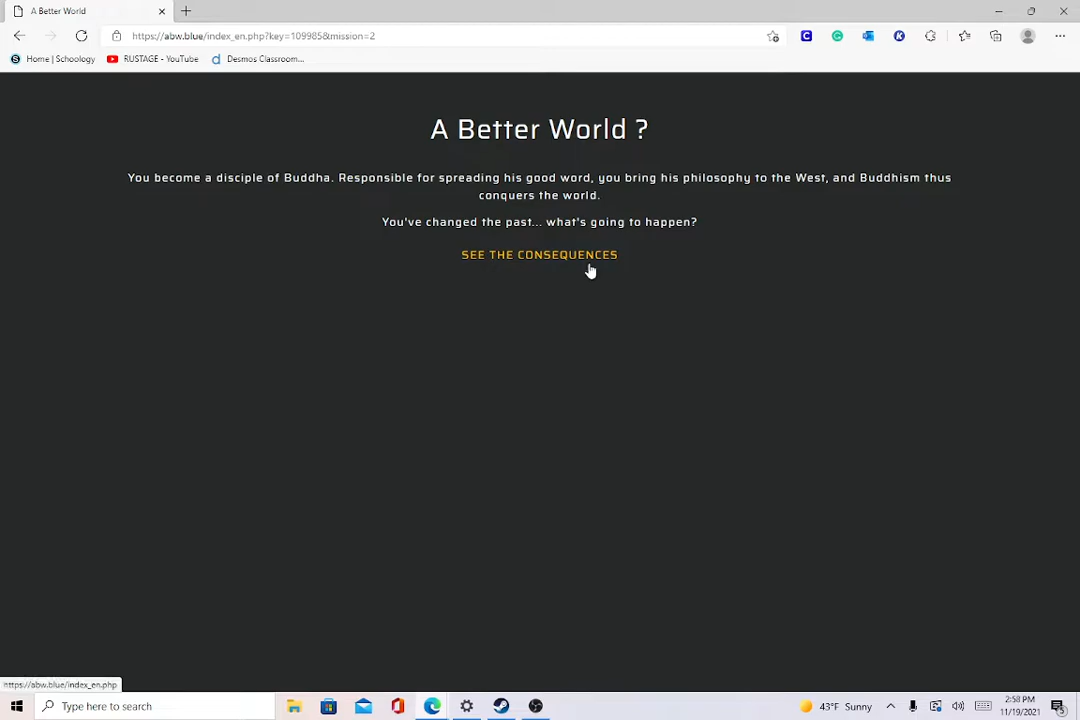 A Better World
https://abw.blue/index_en.php?key=109985&mission=2
Home | Schoology
RUSTAGE - YouTube
Desmos Classroom...
A Better World ?
You become a disciple of Buddha. Responsible for spreading his good word, you bring his philosophy to the West, and Buddhism thus
conquers the world.
You've changed the past... what's going to happen?
SEE THE CONSEQUENCES
https://abw.blue/index_en.php
Type here to search
43°F Sunny
2:58 PM
11/19/2021